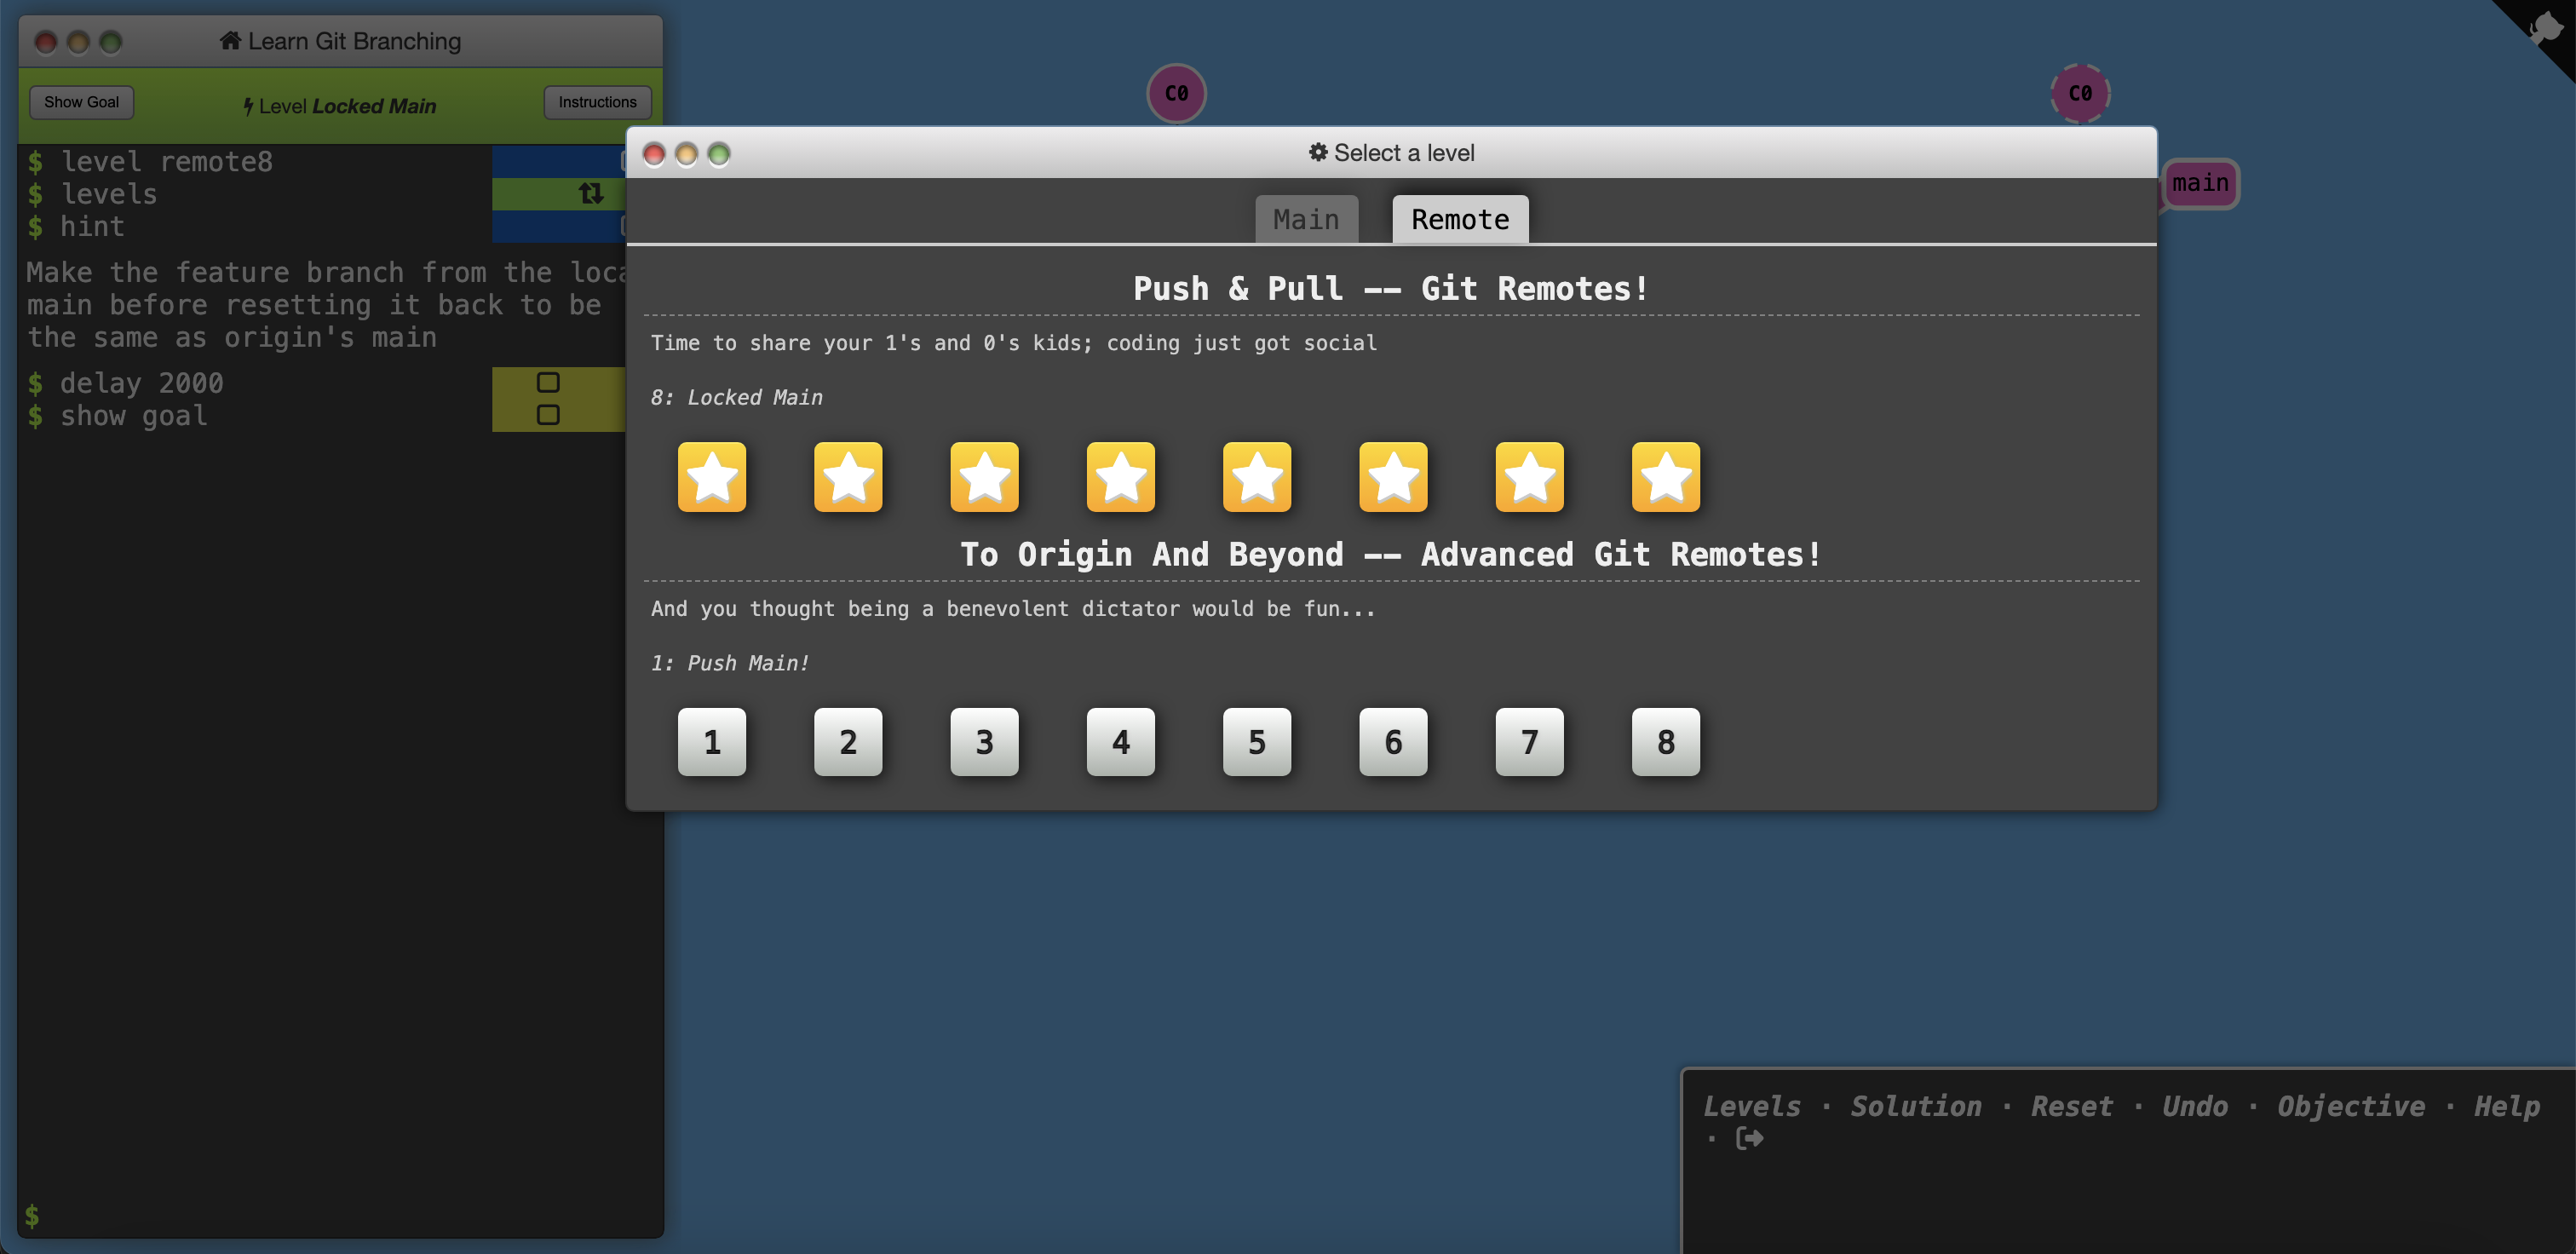 Learn Git Branching
Show Goal
Level Locked Main
Instructions
$ level remote8
$ levels
$ hint
Make the feature branch from the
main before resetting it back to be
the same as origin's main
$ delay 2000
$ show goal
$
C0
C0
main
Select a level
Main
Remote
Push & Pull -- Git Remotes!
Time to share your 1's and 0's kids; coding just got social
8: Locked Main
To Origin And Beyond -- Advanced Git Remotes!
And you thought being a benevolent dictator would be fun...
1: Push Main!
1 2 3 4 5 6 7 8
Levels · Solution · Reset · Undo · Objective · Help
·